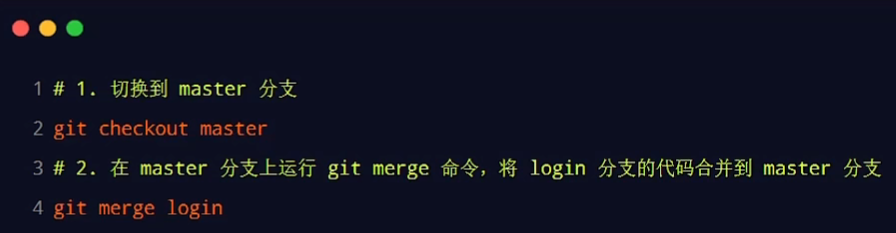 1 # 1. 切换到 master 分支
2 git checkout master
3 # 2. 在 master 分支上运行 git merge 命令，将 login 分支的代码合并到 master 分支
4 git merge login